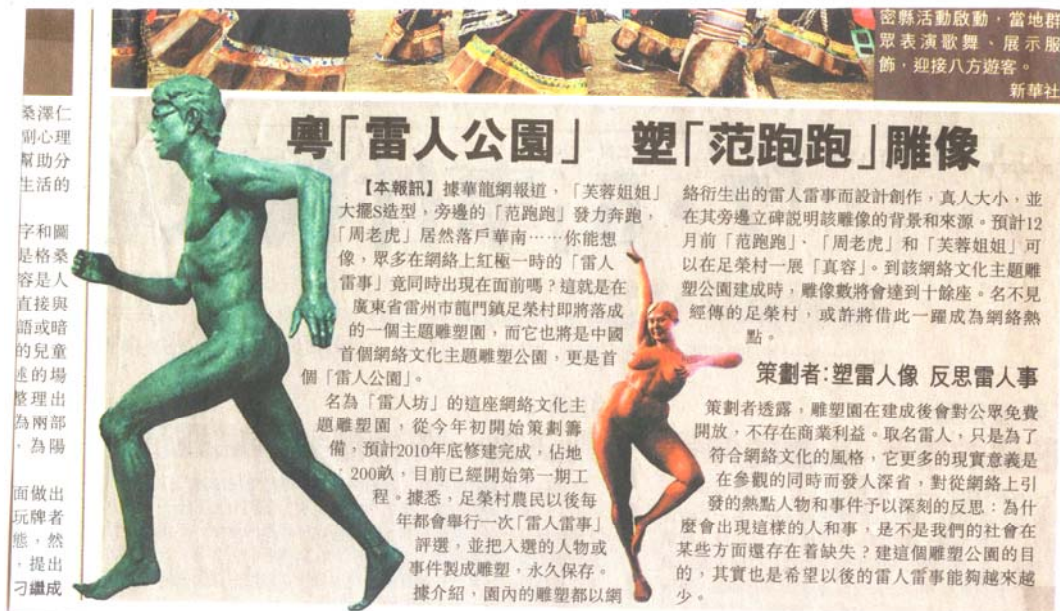 密縣活動啟動，當地群
眾表演歌舞、展示服
飾，迎接八方遊客。
新華社
桑澤仁
副心理
幫助分
生活的
字和圖
是格桑
容是人
直接與
語或暗
的兒童
述的場
整理出
為兩部
，為陽
面做出
玩牌者
態，然
，提出
刁繼成
粵「雷人公園」 塑「范跑跑」雕像
【本報訊】據華龍網報道，「芙蓉姐姐」
大擺S造型，旁邊的「范跑跑」發力奔跑，
「周老虎」居然落戶華南……你能想
像，眾多在網絡上紅極一時的「雷人
雷事」竟同時出現在面前嗎？這就是在
廣東省雷州市龍門鎮足榮村即將落成
的一個主題雕塑園，而它也將是中國
首個網絡文化主題雕塑公園，更是首
個「雷人公園」。
名為「雷人坊」的這座網絡文化主
題雕塑園，從今年初開始策劃籌
備，預計2010年底修建完成，佔地
200畝，目前已經開始第一期工
程。據悉，足榮村農民以後每
年都會舉行一次「雷人雷事」
評選，並把入選的人物或
事件製成雕塑，永久保存。
據介紹，園內的雕塑都以網
絡衍生出的雷人雷事而設計創作，真人大小，並
在其旁邊立碑説明該雕像的背景和來源。預計12
月前「范跑跑」、「周老虎」和「芙蓉姐姐」可
以在足榮村一展「真容」。到該網絡文化主題雕
塑公園建成時，雕像數將會達到十餘座。名不見
經傳的足榮村，或許將借此一躍成為網絡熱
點。
策劃者：塑雷人像 反思雷人事
策劃者透露，雕塑園在建成後會對公眾免費
開放，不存在商業利益。取名雷人，只是為了
符合網絡文化的風格，它更多的現實意義是
在參觀的同時而發人深省，對從網絡上引
發的熱點人物和事件予以深刻的反思：為什
麼會出現這樣的人和事，是不是我們的社會在
某些方面還存在着缺失？建這個雕塑公園的目
的，其實也是希望以後的雷人雷事能夠越來越
少。